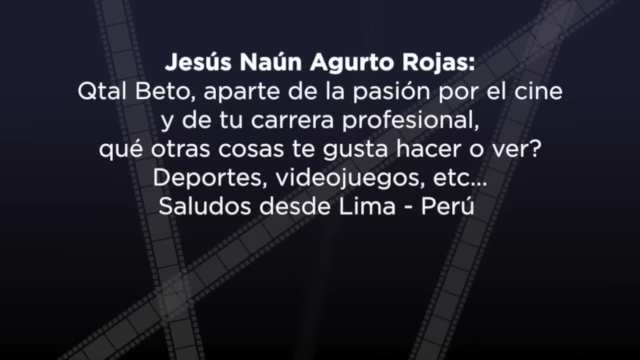 Jesús Naún Agurto Rojas:
Qtal Beto, aparte de la pasión por el cine
y de tu carrera profesional,
qué otras cosas te gusta hacer o ver?
Deportes, videojuegos, etc...
Saludos desde Lima - Perú